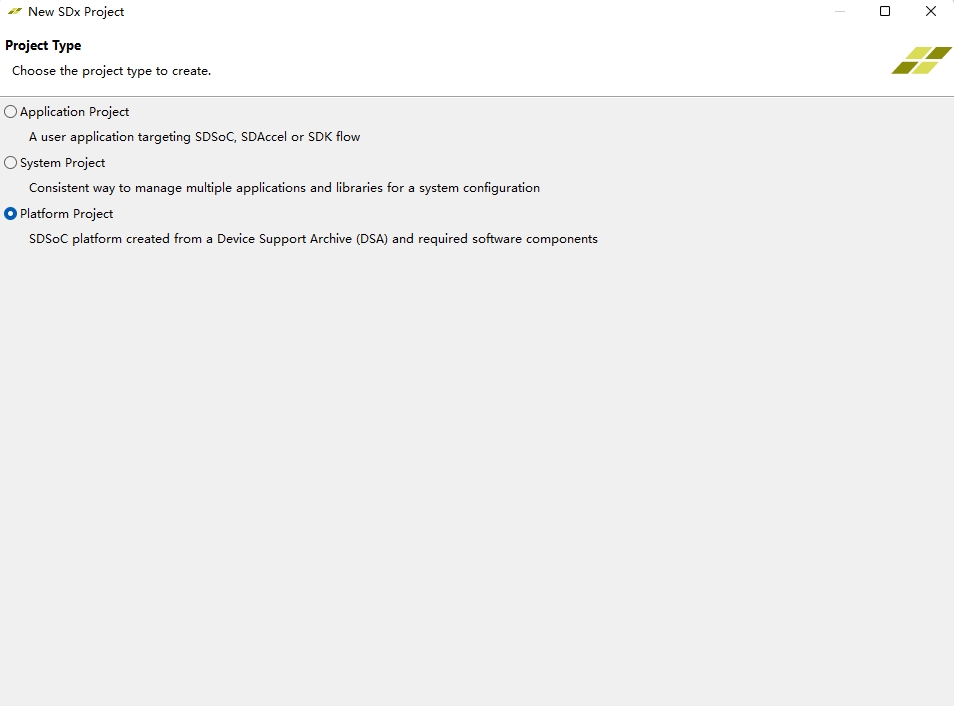 New SDx Project
Project Type
Choose the project type to create.
Application Project
A user application targeting SDSoC, SDAccel or SDK flow
System Project
Consistent way to manage multiple applications and libraries for a system configuration
Platform Project
SDSoC platform created from a Device Support Archive (DSA) and required software components